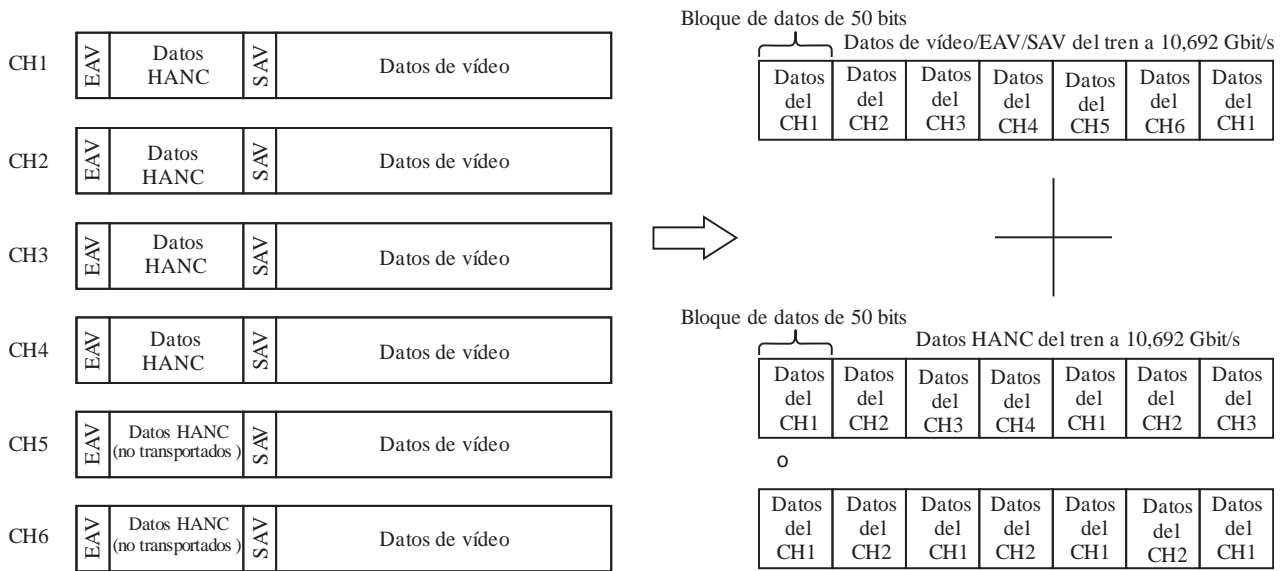 CH1
EAV
Datos
HANC
SAV
Datos de vídeo
CH2
EAV
Datos
HANC
SAV
Datos de vídeo
CH3
EAV
Datos
HANC
SAV
Datos de vídeo
CH4
EAV
Datos
HANC
SAV
Datos de vídeo
CH5
EAV
Datos HANC
(no transportados )
SAV
Datos de vídeo
CH6
EAV
Datos HANC
(no transportados )
SAV
Datos de vídeo
Bloque de datos de 50 bits
Datos de vídeo/EAV/SAV del tren a 10,692 Gbit/s
Datos
del
CH1
Datos
del
CH2
Datos
del
CH3
Datos
del
CH4
Datos
del
CH5
Datos
del
CH6
Datos
del
CH1
Bloque de datos de 50 bits
Datos HANC del tren a 10,692 Gbit/s
Datos
del
CH1
Datos
del
CH2
Datos
del
CH3
Datos
del
CH4
Datos
del
CH1
Datos
del
CH2
Datos
del
CH3
o
Datos
del
CH1
Datos
del
CH2
Datos
del
CH1
Datos
del
CH2
Datos
del
CH1
Datos
del
CH2
Datos
del
CH1